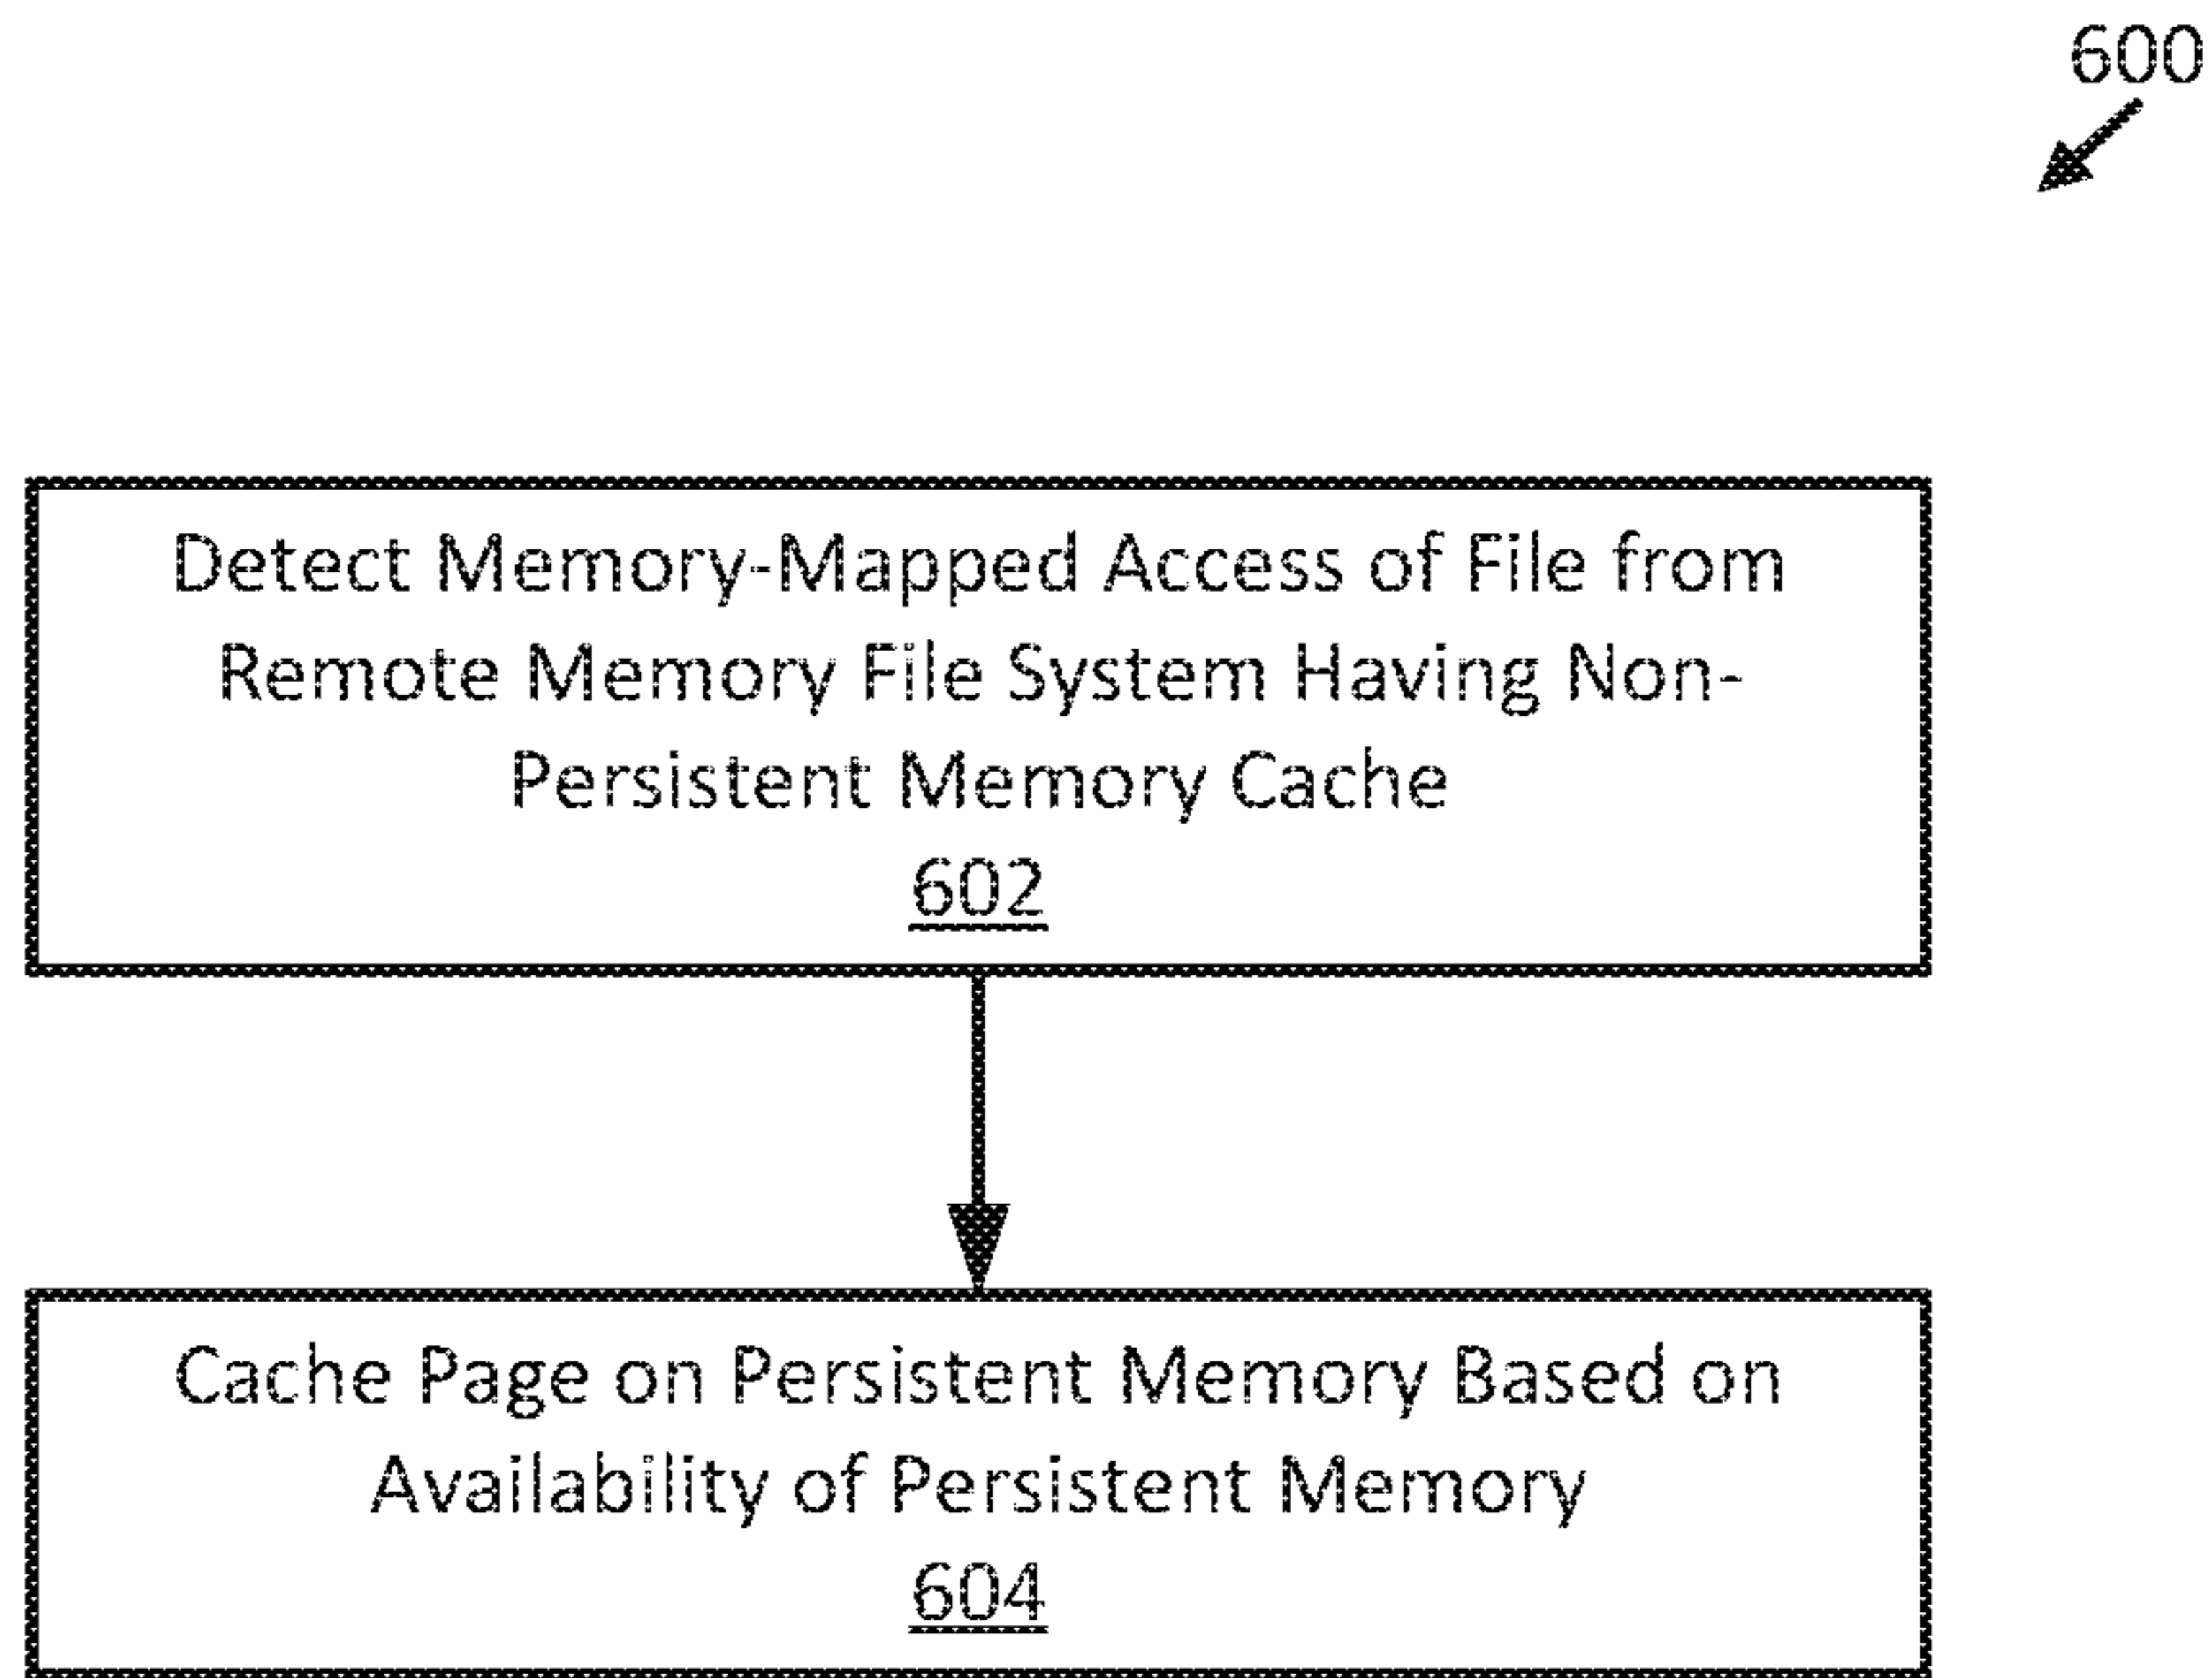 600
Detect Memory-Mapped Access of File from
Remote Memory File System Having Non-
Persistent Memory Cache
602
Cache Page on Persistent Memory Based on
Availability of Persistent Memory
604